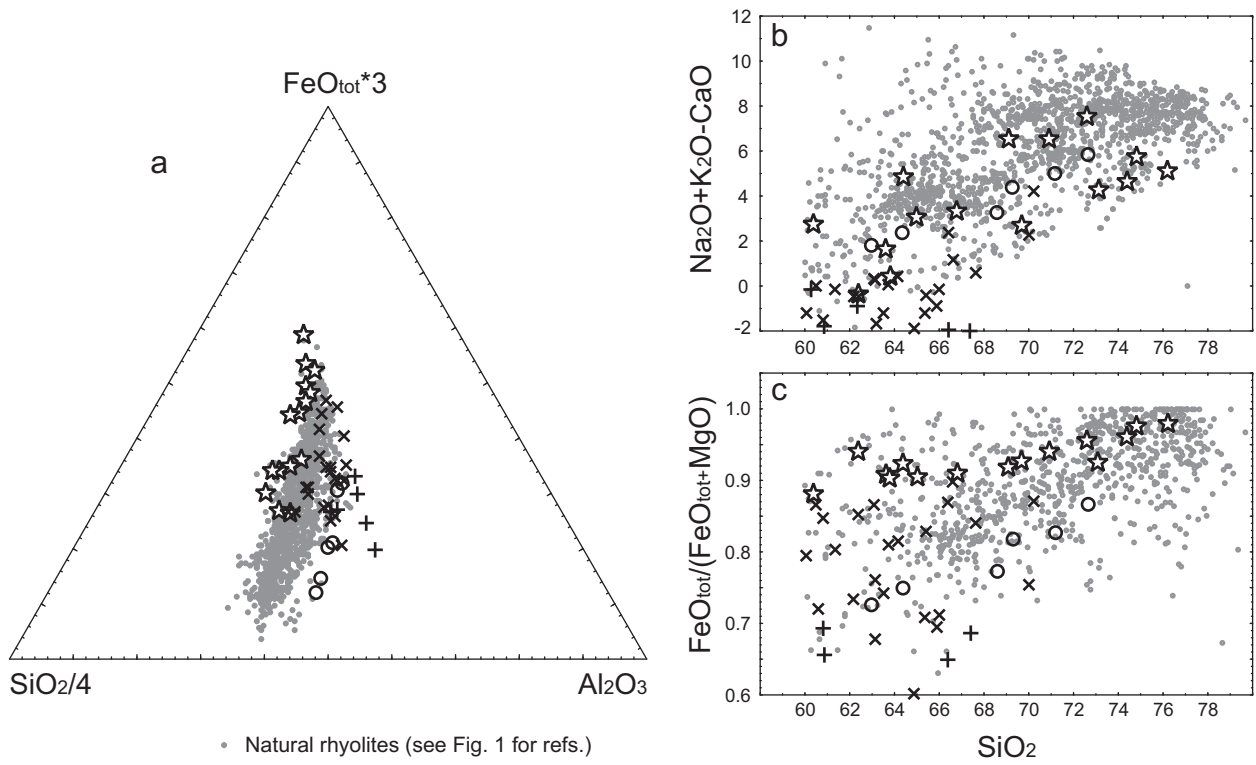 a
FeOtot*3
SiO2/4
Al2O3
Natural rhyolites (see Fig. 1 for refs.)
b
Na2O+K2O-CaO
12
10
8
6
4
2
0
-2
60 62 64 66 68 70 72 74 76 78
c
FeOtot/(FeOtot+MgO)
1.0
0.9
0.8
0.7
0.6
60 62 64 66 68 70 72 74 76 78
SiO2